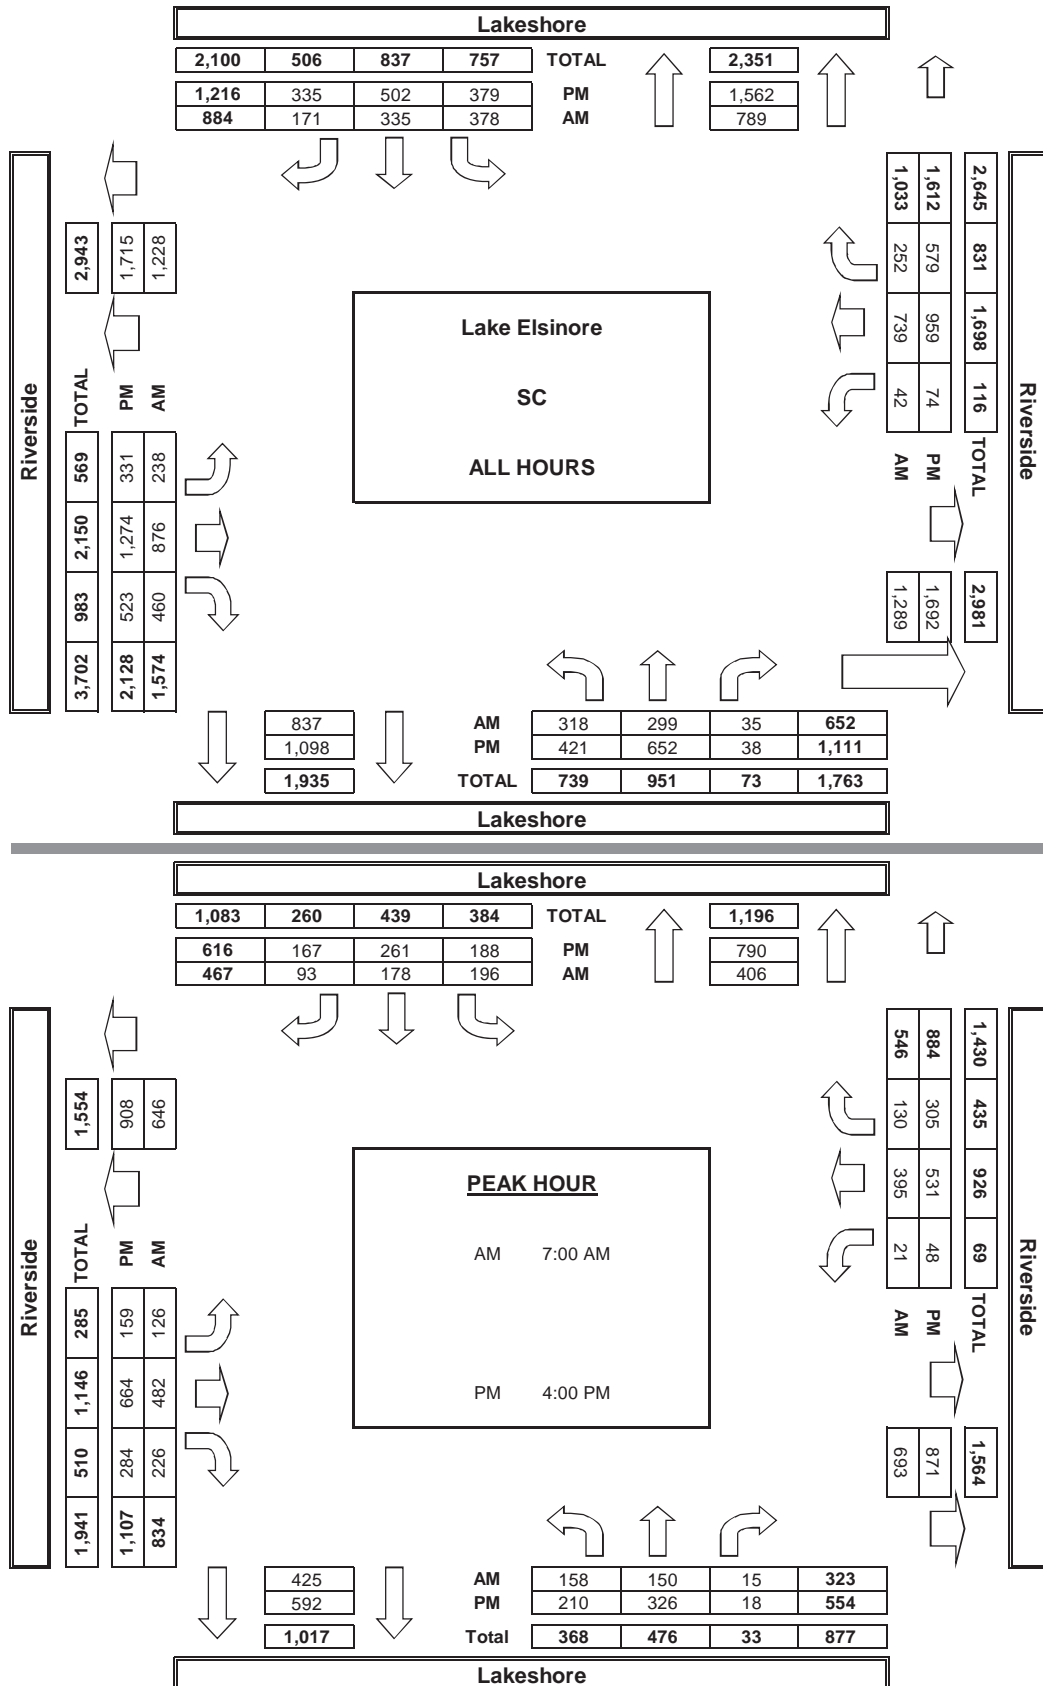 Lakeshore
2,100 506 837 757 TOTAL 2,351
1,216 335 502 379 PM 1,562
884 171 335 378 AM 789
Riverside
2,943
1,715
1,228
TOTAL 569 2,150 983 3,702
PM 331 1,274 523 2,128
AM 238 876 460 1,574
Lake Elsinore
SC
ALL HOURS
2,645 831 1,698 116 TOTAL 2,981
1,612 579 959 74 PM 1,692
1,033 252 739 42 AM 1,289
Riverside
837 AM 318 299 35 652
1,098 PM 421 652 38 1,111
1,935 TOTAL 739 951 73 1,763
Lakeshore
Lakeshore
1,083 260 439 384 TOTAL 1,196
616 167 261 188 PM 790
467 93 178 196 AM 406
Riverside
1,554
908
646
TOTAL 285 1,146 510 1,941
PM 159 664 284 1,107
AM 126 482 226 834
PEAK HOUR
AM 7:00 AM
PM 4:00 PM
1,430 435 926 69 TOTAL 1,564
884 305 531 48 PM 871
546 130 395 21 AM 693
Riverside
425 AM 158 150 15 323
592 PM 210 326 18 554
1,017 Total 368 476 33 877
Lakeshore